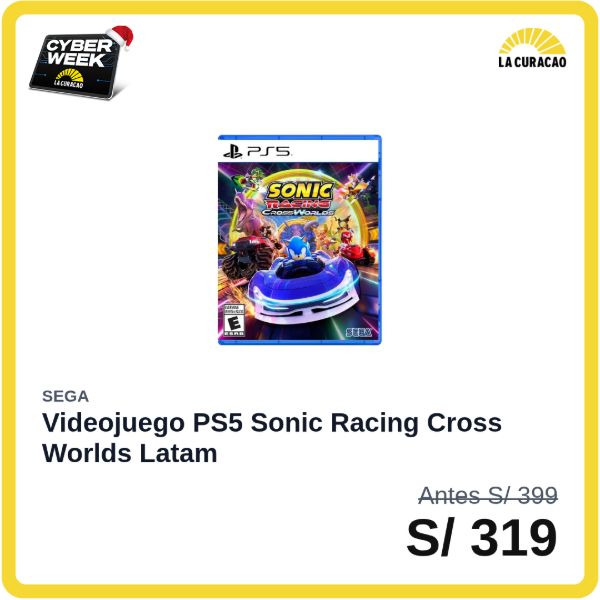 CYBER
WEEK
LA CURACAO
LA CURACAO
PS5
SONIC
RACING
CROSSWORLDS
E
ESRB
SEGA
SEGA
Videojuego PS5 Sonic Racing Cross
Worlds Latam
Antes S/ 399
S/ 319